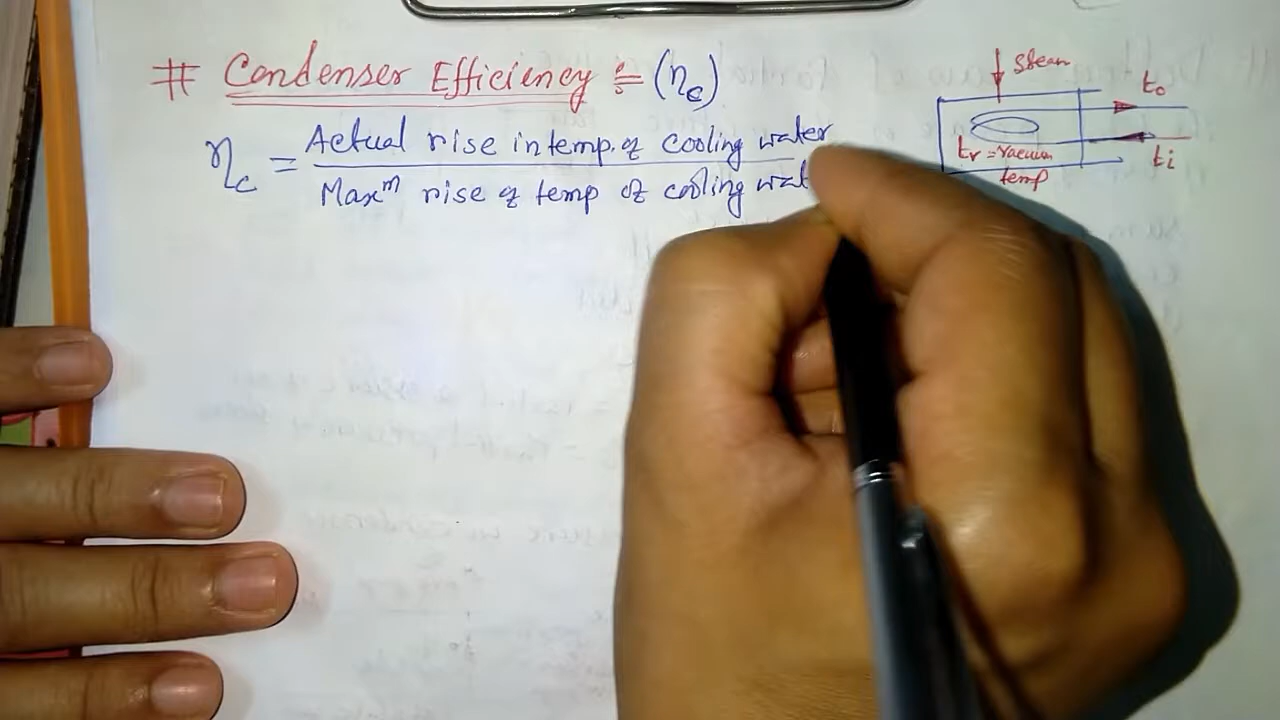 # Condenser Efficiency :- (ηc)
ηc = Actual rise in temp. of cooling water
Maxᵐ rise of temp of cooling wat
steam
to
tv = vacuum
temp
ti